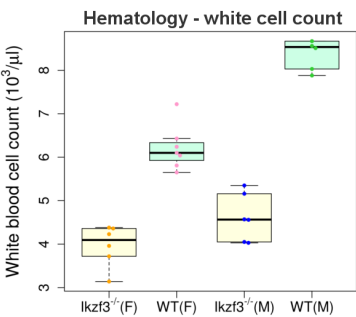 Hematology - white cell count
White blood cell count (10³/µl)
8
7
6
5
4
3
Ikzf3⁻/⁻(F) WT(F) Ikzf3⁻/⁻(M) WT(M)